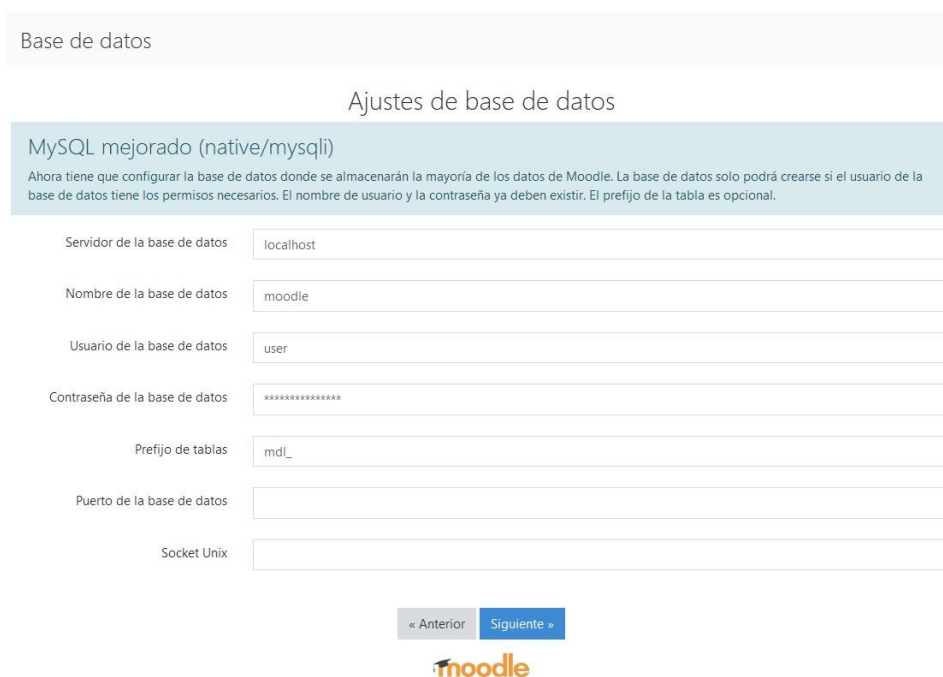 Base de datos
Ajustes de base de datos
MySQL mejorado (native/mysqli)
Ahora tiene que configurar la base de datos donde se almacenarán la mayoría de los datos de Moodle. La base de datos solo podrá crearse si el usuario de la
base de datos tiene los permisos necesarios. El nombre de usuario y la contraseña ya deben existir. El prefijo de la tabla es opcional.
Servidor de la base de datos localhost
Nombre de la base de datos moodle
Usuario de la base de datos user
Contraseña de la base de datos ***************
Prefijo de tablas mdl_
Puerto de la base de datos
Socket Unix
« Anterior Siguiente »
moodle